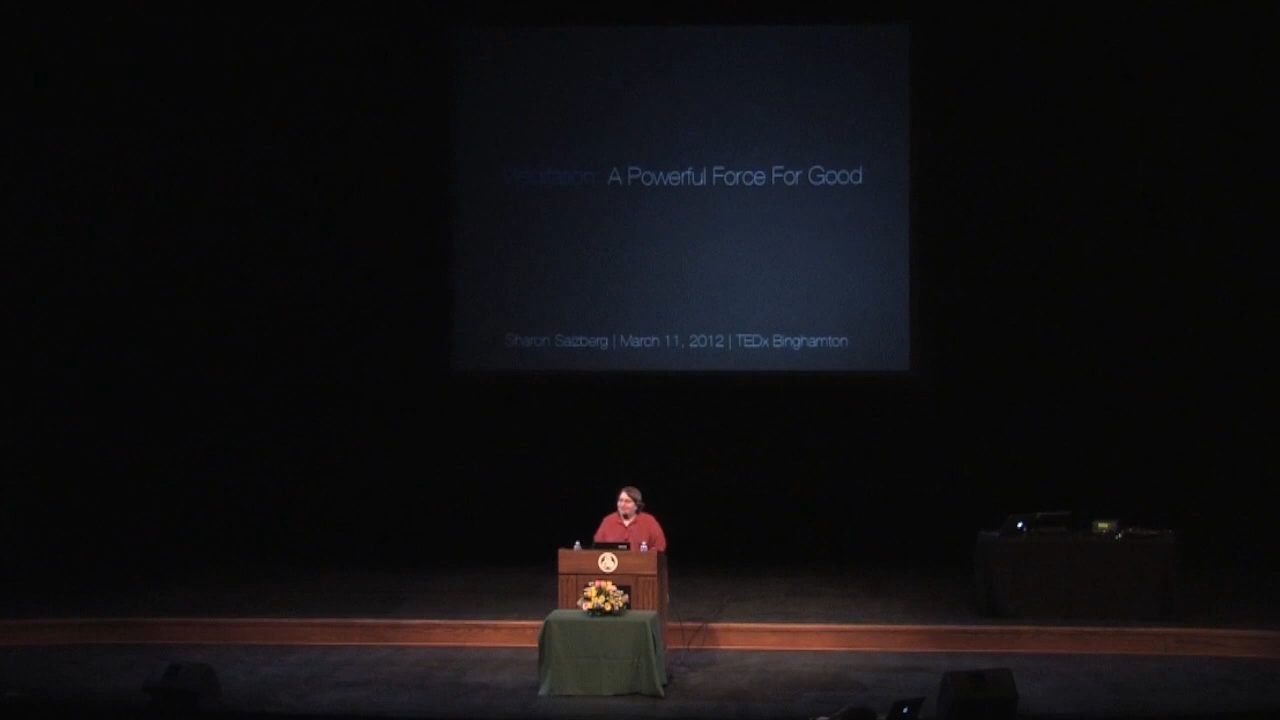 A Powerful Force For Good
Sharon Salzberg | March 11, 2012 | TEDx Binghamton